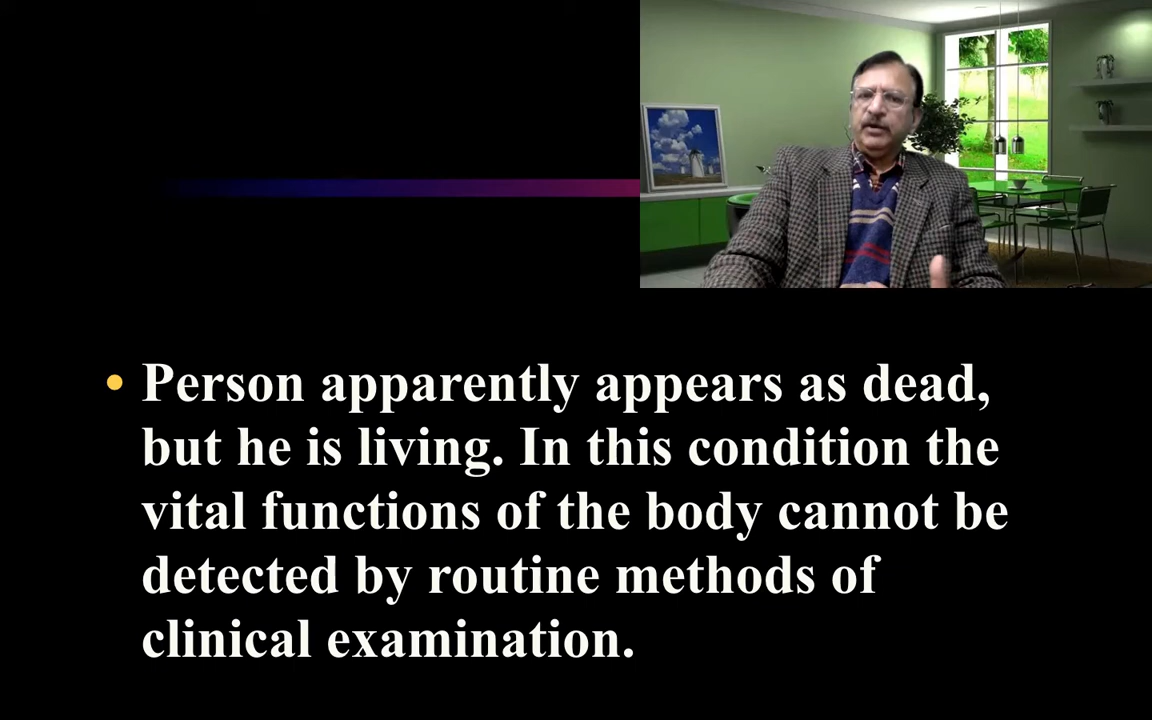 • Person apparently appears as dead,
but he is living. In this condition the
vital functions of the body cannot be
detected by routine methods of
clinical examination.